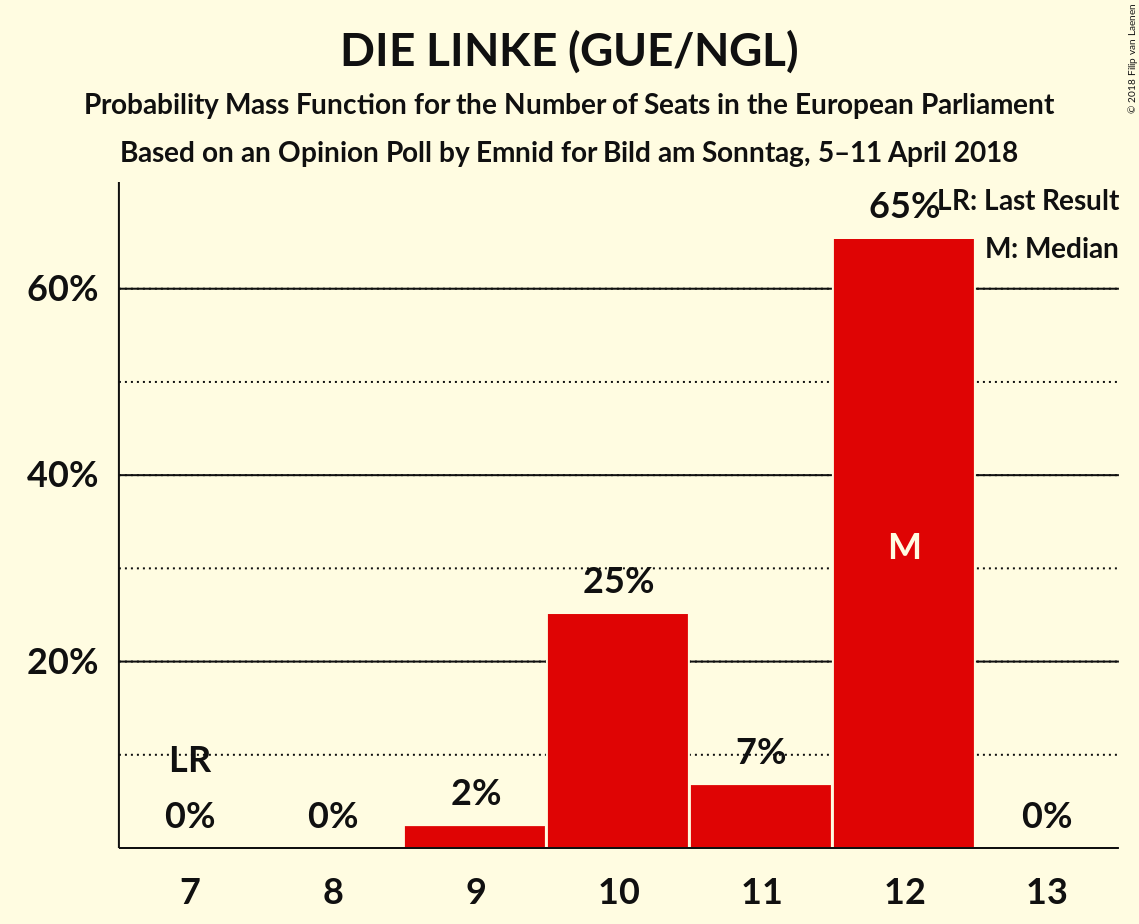 DIE LINKE (GUE/NGL)
Probability Mass Function for the Number of Seats in the European Parliament
Based on an Opinion Poll by Emnid for Bild am Sonntag, 5–11 April 2018
© 2018 Filip van Laenen
LR: Last Result
M: Median
60%
40%
20%
LR
0%
0%
2%
25%
7%
65%
M
0%
7
8
9
10
11
12
13